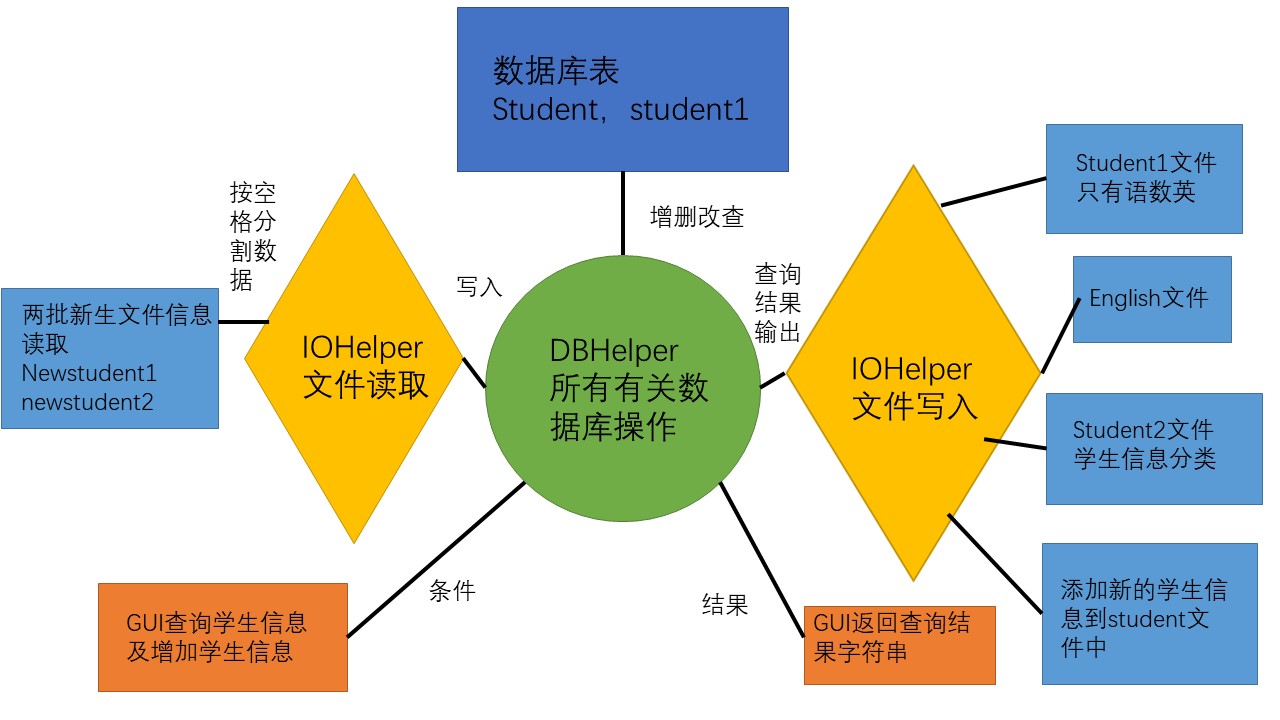 数据库表
Student，student1
增删改查
按空
格分
割数
据
两批新生文件信息
读取
Newstudent1
newstudent2
IOHelper
文件读取
写入
DBHelper
所有有关数
据库操作
查询
结果
输出
IOHelper
文件写入
Student1文件
只有语数英
English文件
Student2文件
学生信息分类
添加新的学生信
息到student文
件中
条件
GUI查询学生信息
及增加学生信息
结果
GUI返回查询结
果字符串